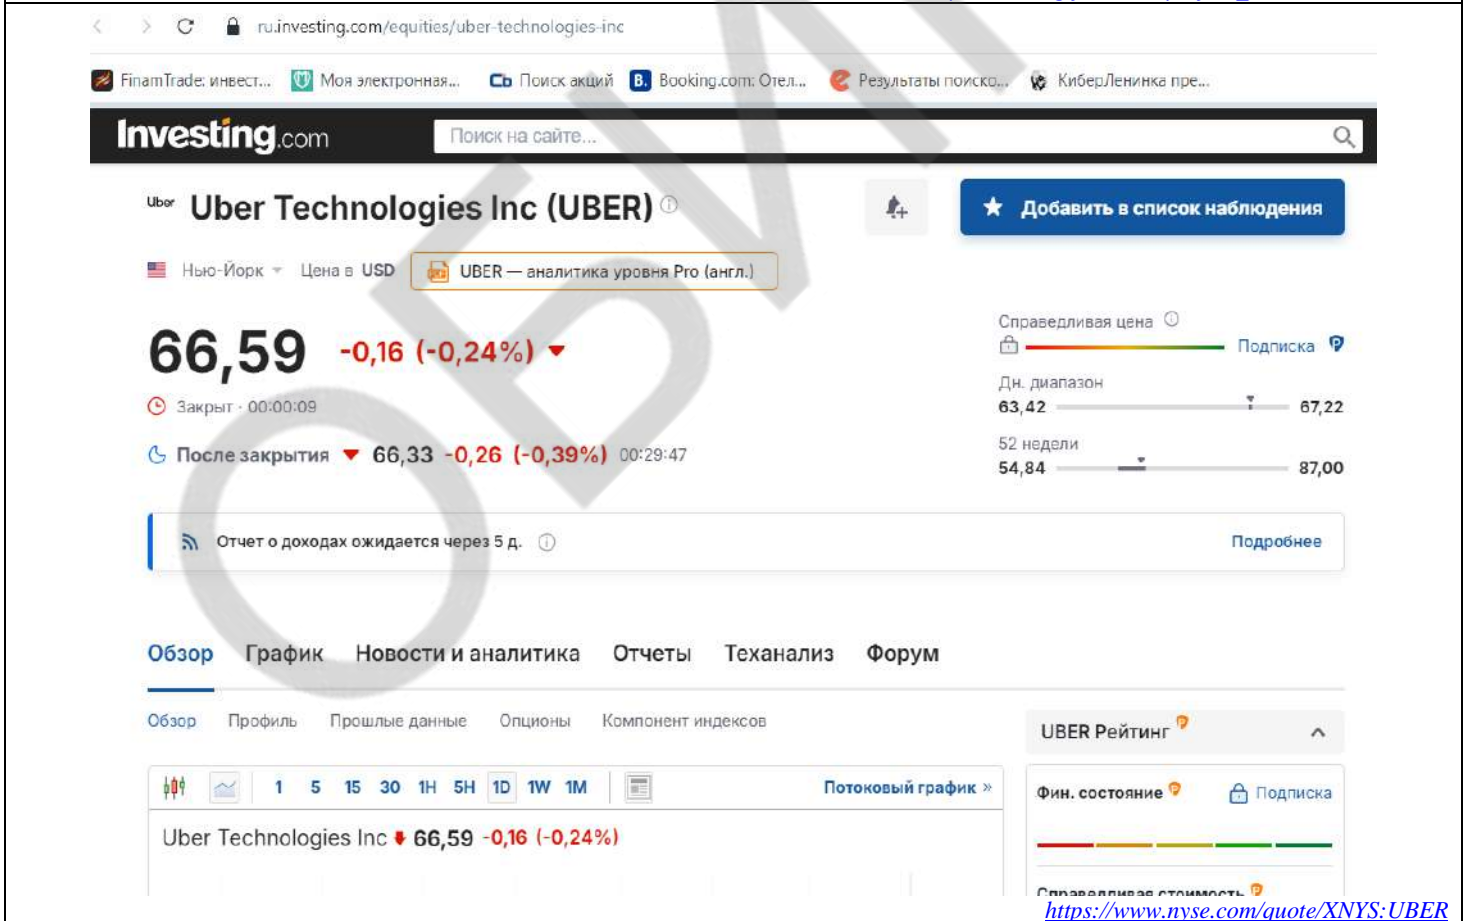 ru.investing.com/equities/uber-technologies-inc
FinamTrade: инвест... Моя электронная... Поиск акций Booking.com: Отел... Результаты поиско... КиберЛенинка пре...
Investing.com Поиск на сайте...
Uber Uber Technologies Inc (UBER)
Добавить в список наблюдения
Нью-Йорк Цена в USD UBER — аналитика уровня Pro (англ.)
66,59 -0,16 (-0,24%)
Закрыт · 00:00:09
После закрытия 66,33 -0,26 (-0,39%) 00:29:47
Справедливая цена
Подписка
Дн. диапазон
63,42 67,22
52 недели
54,84 87,00
Отчет о доходах ожидается через 5 д. Подробнее
Обзор График Новости и аналитика Отчеты Теханализ Форум
Обзор Профиль Прошлые данные Опционы Компонент индексов
1 5 15 30 1H 5H 1D 1W 1M Потоковый график »
Uber Technologies Inc 66,59 -0,16 (-0,24%)
UBER Рейтинг
Фин. состояние Подписка
Справедливая стоимость
https://www.nyse.com/quote/XNYS:UBER